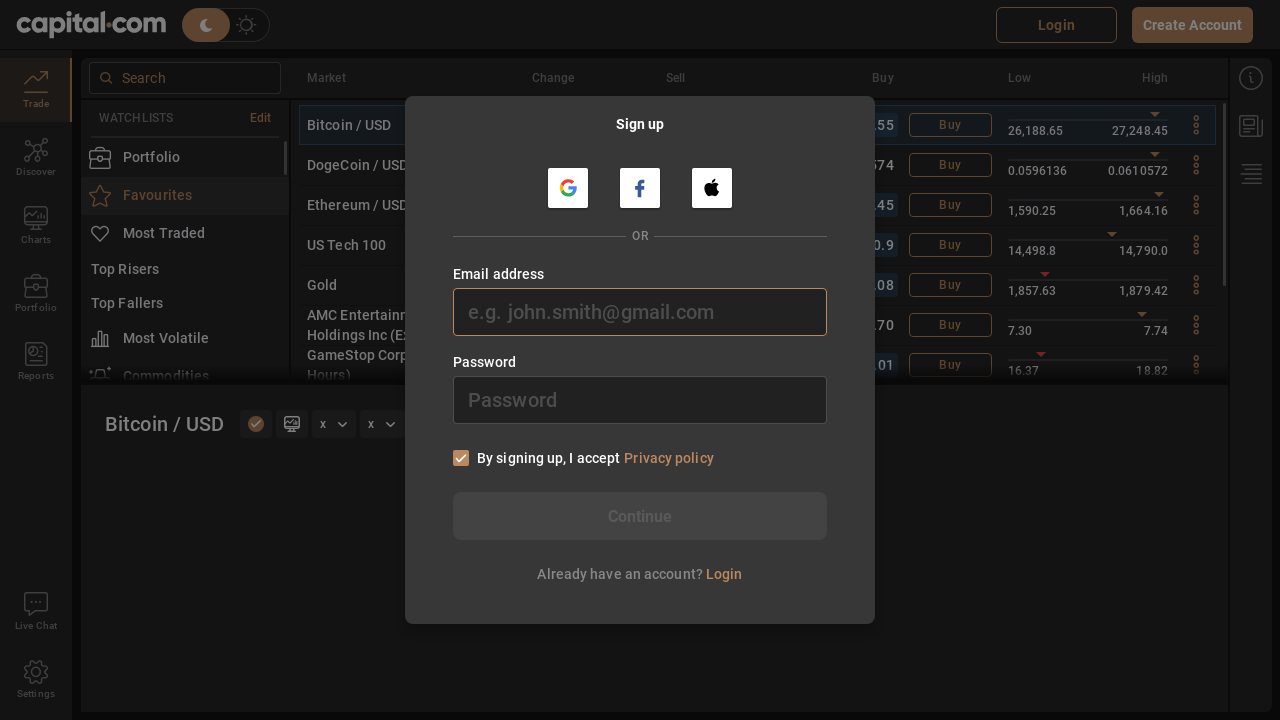 capital.com
Login
Create Account
Trade
Discover
Charts
Portfolio
Reports
Live Chat
Settings
Search
WATCHLISTS
Edit
Portfolio
Favourites
Most Traded
Top Risers
Top Fallers
Most Volatile
Commodities
Market
Change
Sell
Buy
Low
High
Bitcoin / USD
.55
Buy
26,188.65
27,248.45
DogeCoin / USD
574
Buy
0.0596136
0.0610572
Ethereum / USD
.45
Buy
1,590.25
1,664.16
US Tech 100
0.9
Buy
14,498.8
14,790.0
Gold
.08
Buy
1,857.63
1,879.42
AMC Entertainm
Holdings Inc (Ex
.70
Buy
7.30
7.74
GameStop Corp
Hours)
.01
Buy
16.37
18.82
Bitcoin / USD
x
x
Sign up
OR
Email address
e.g. john.smith@gmail.com
Password
Password
By signing up, I accept Privacy policy
Continue
Already have an account? Login